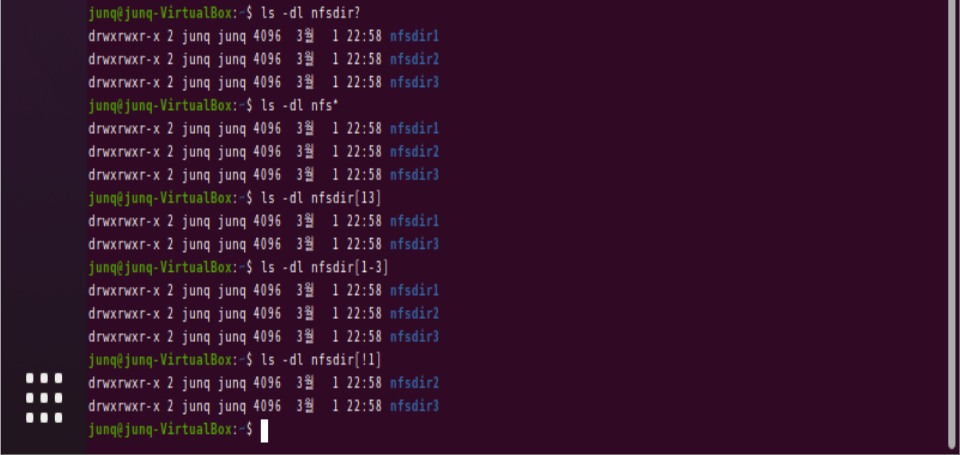 junq@junq-VirtualBox:~$ ls -dl nfsdir?
drwxrwxr-x 2 junq junq 4096  3월   1 22:58 nfsdir1
drwxrwxr-x 2 junq junq 4096  3월   1 22:58 nfsdir2
drwxrwxr-x 2 junq junq 4096  3월   1 22:58 nfsdir3
junq@junq-VirtualBox:~$ ls -dl nfs*
drwxrwxr-x 2 junq junq 4096  3월   1 22:58 nfsdir1
drwxrwxr-x 2 junq junq 4096  3월   1 22:58 nfsdir2
drwxrwxr-x 2 junq junq 4096  3월   1 22:58 nfsdir3
junq@junq-VirtualBox:~$ ls -dl nfsdir[13]
drwxrwxr-x 2 junq junq 4096  3월   1 22:58 nfsdir1
drwxrwxr-x 2 junq junq 4096  3월   1 22:58 nfsdir3
junq@junq-VirtualBox:~$ ls -dl nfsdir[1-3]
drwxrwxr-x 2 junq junq 4096  3월   1 22:58 nfsdir1
drwxrwxr-x 2 junq junq 4096  3월   1 22:58 nfsdir2
drwxrwxr-x 2 junq junq 4096  3월   1 22:58 nfsdir3
junq@junq-VirtualBox:~$ ls -dl nfsdir[!1]
drwxrwxr-x 2 junq junq 4096  3월   1 22:58 nfsdir2
drwxrwxr-x 2 junq junq 4096  3월   1 22:58 nfsdir3
junq@junq-VirtualBox:~$